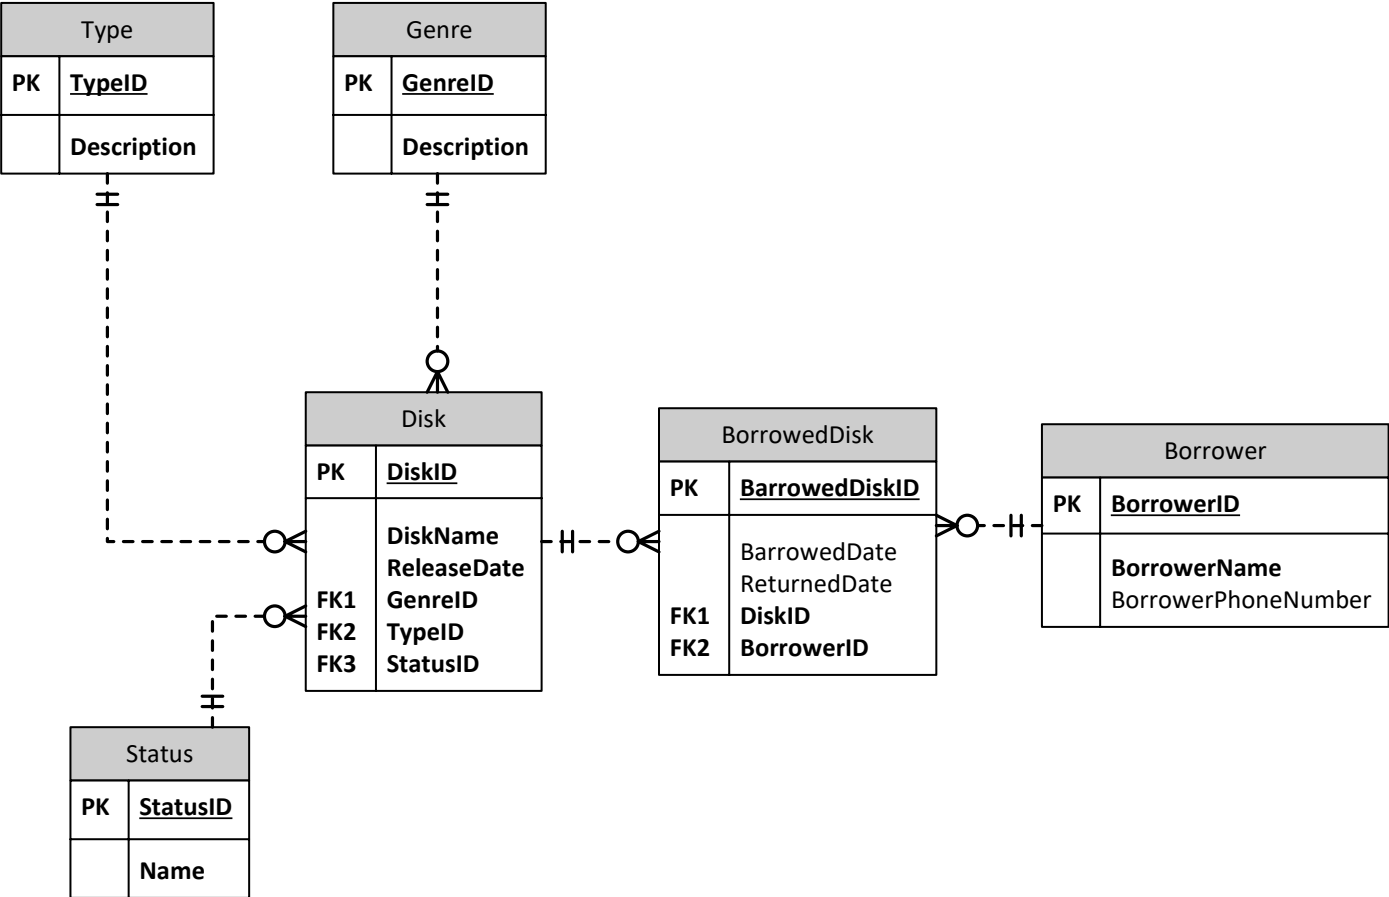 Type
PK TypeID
Description
Genre
PK GenreID
Description
Disk
PK DiskID
DiskName
ReleaseDate
FK1 GenreID
FK2 TypeID
FK3 StatusID
BorrowedDisk
PK BarrowedDiskID
BarrowedDate
ReturnedDate
FK1 DiskID
FK2 BorrowerID
Borrower
PK BorrowerID
BorrowerName
BorrowerPhoneNumber
Status
PK StatusID
Name